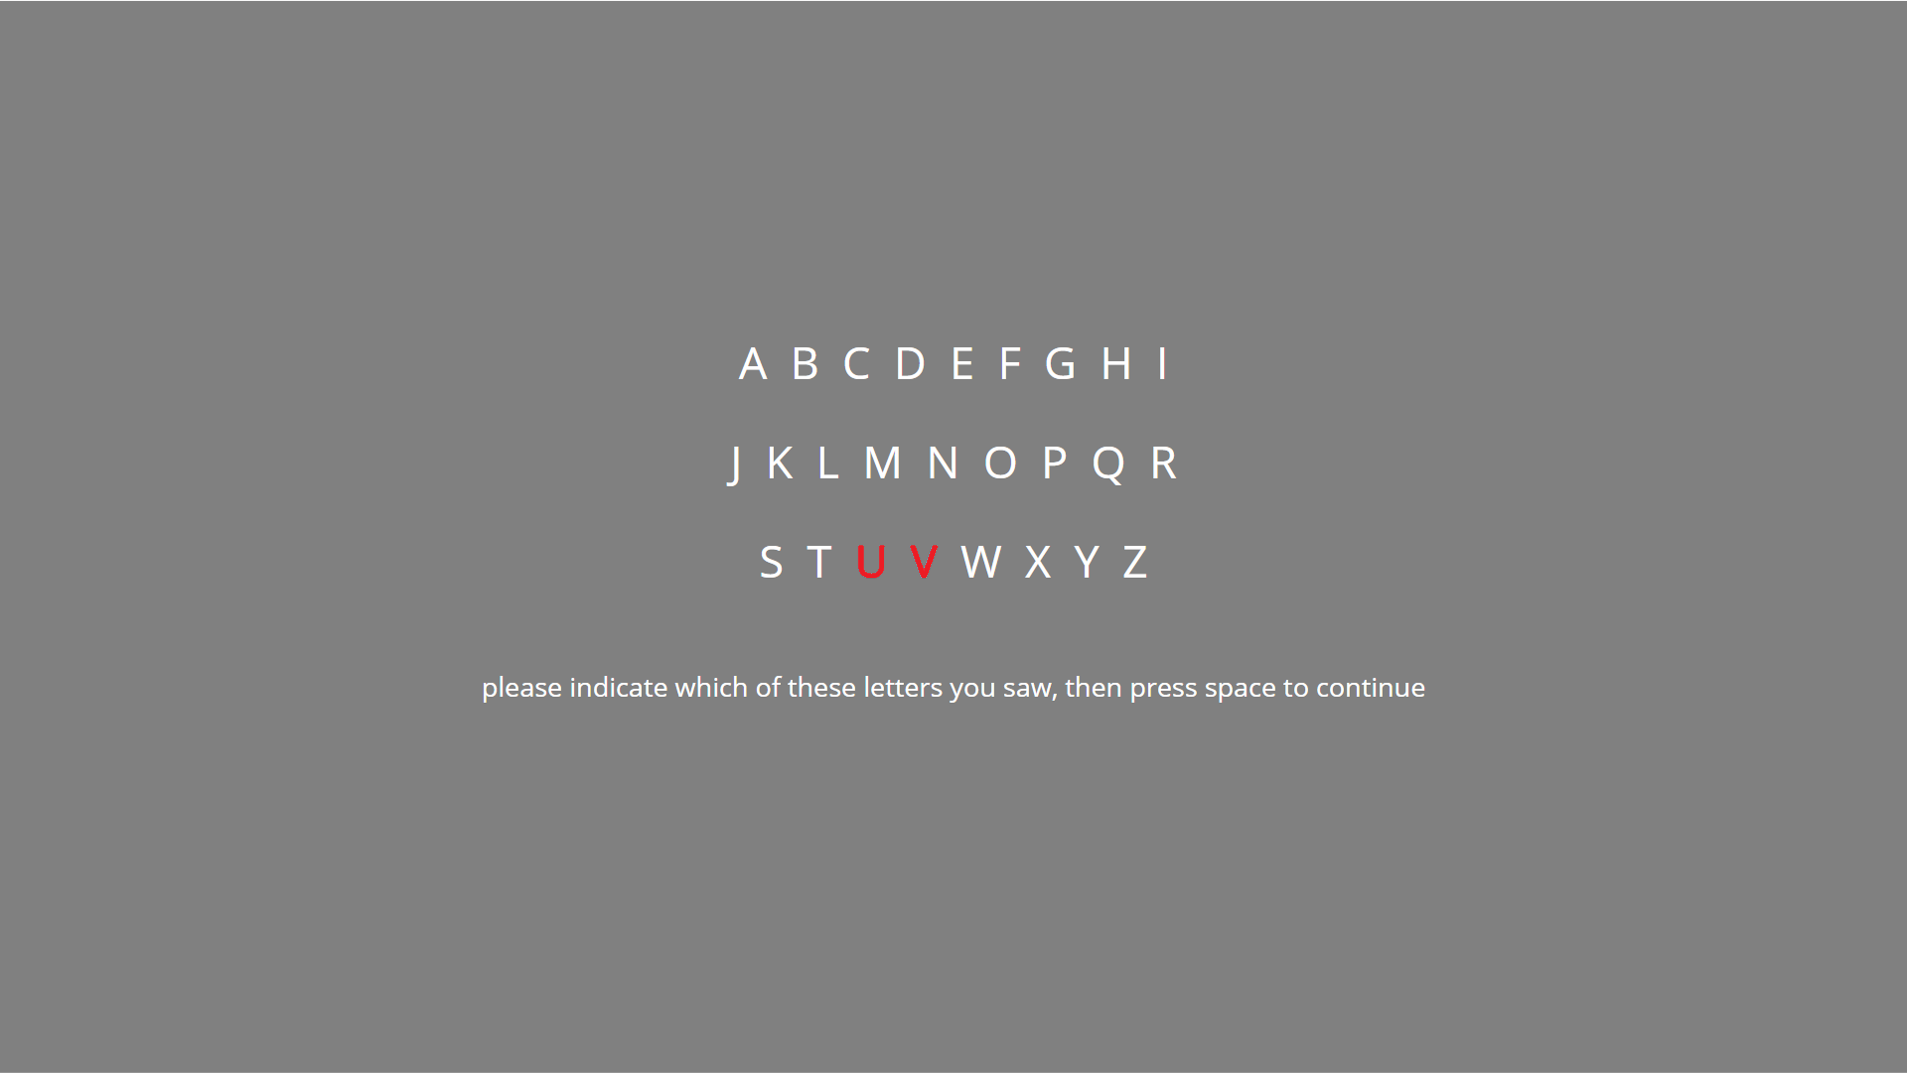 A B C D E F G H I
J K L M N O P Q R
S T U V W X Y Z
please indicate which of these letters you saw, then press space to continue